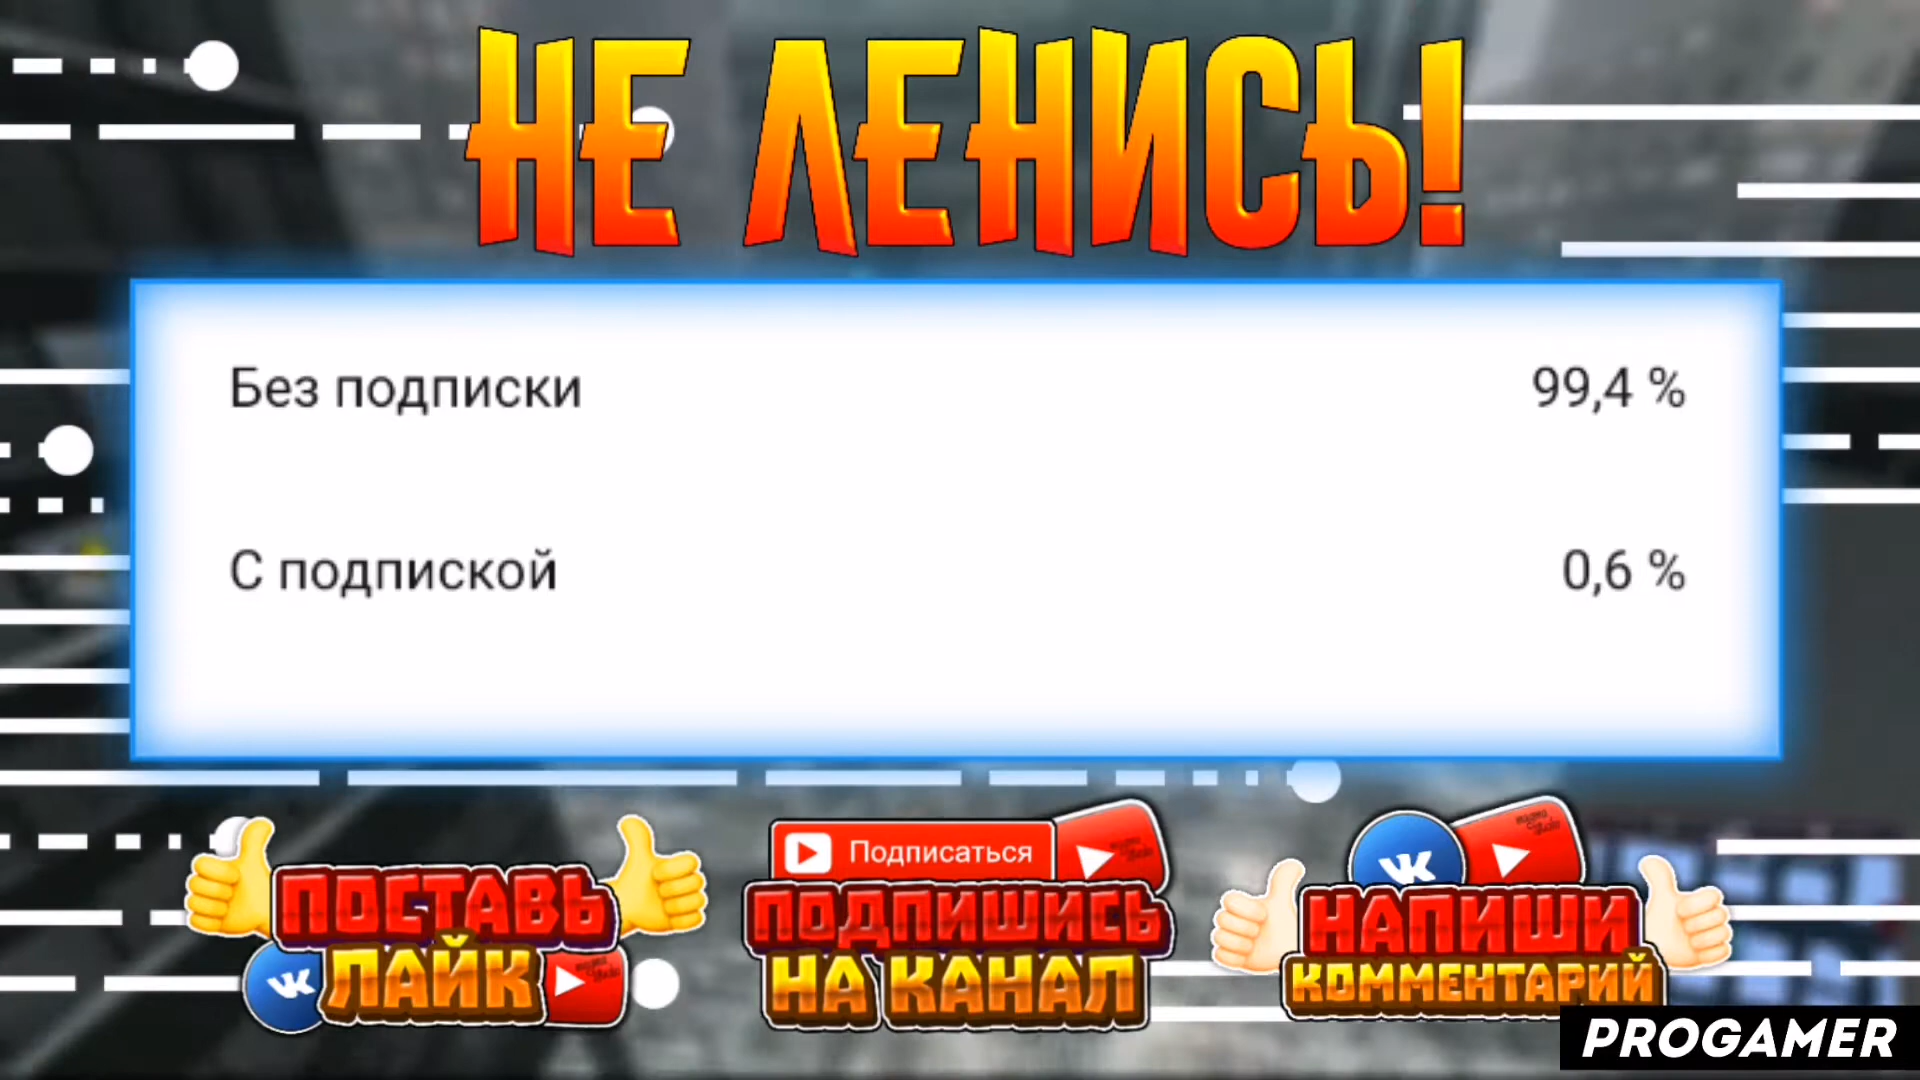 НЕ ЛЕНИСЬ!
Без подписки 99,4 %
С подпиской 0,6 %
ПОСТАВЬ
ЛАЙК
Подписаться
ПОДПИШИСЬ
НА КАНАЛ
НАПИШИ
КОММЕНТАРИЙ
PROGAMER